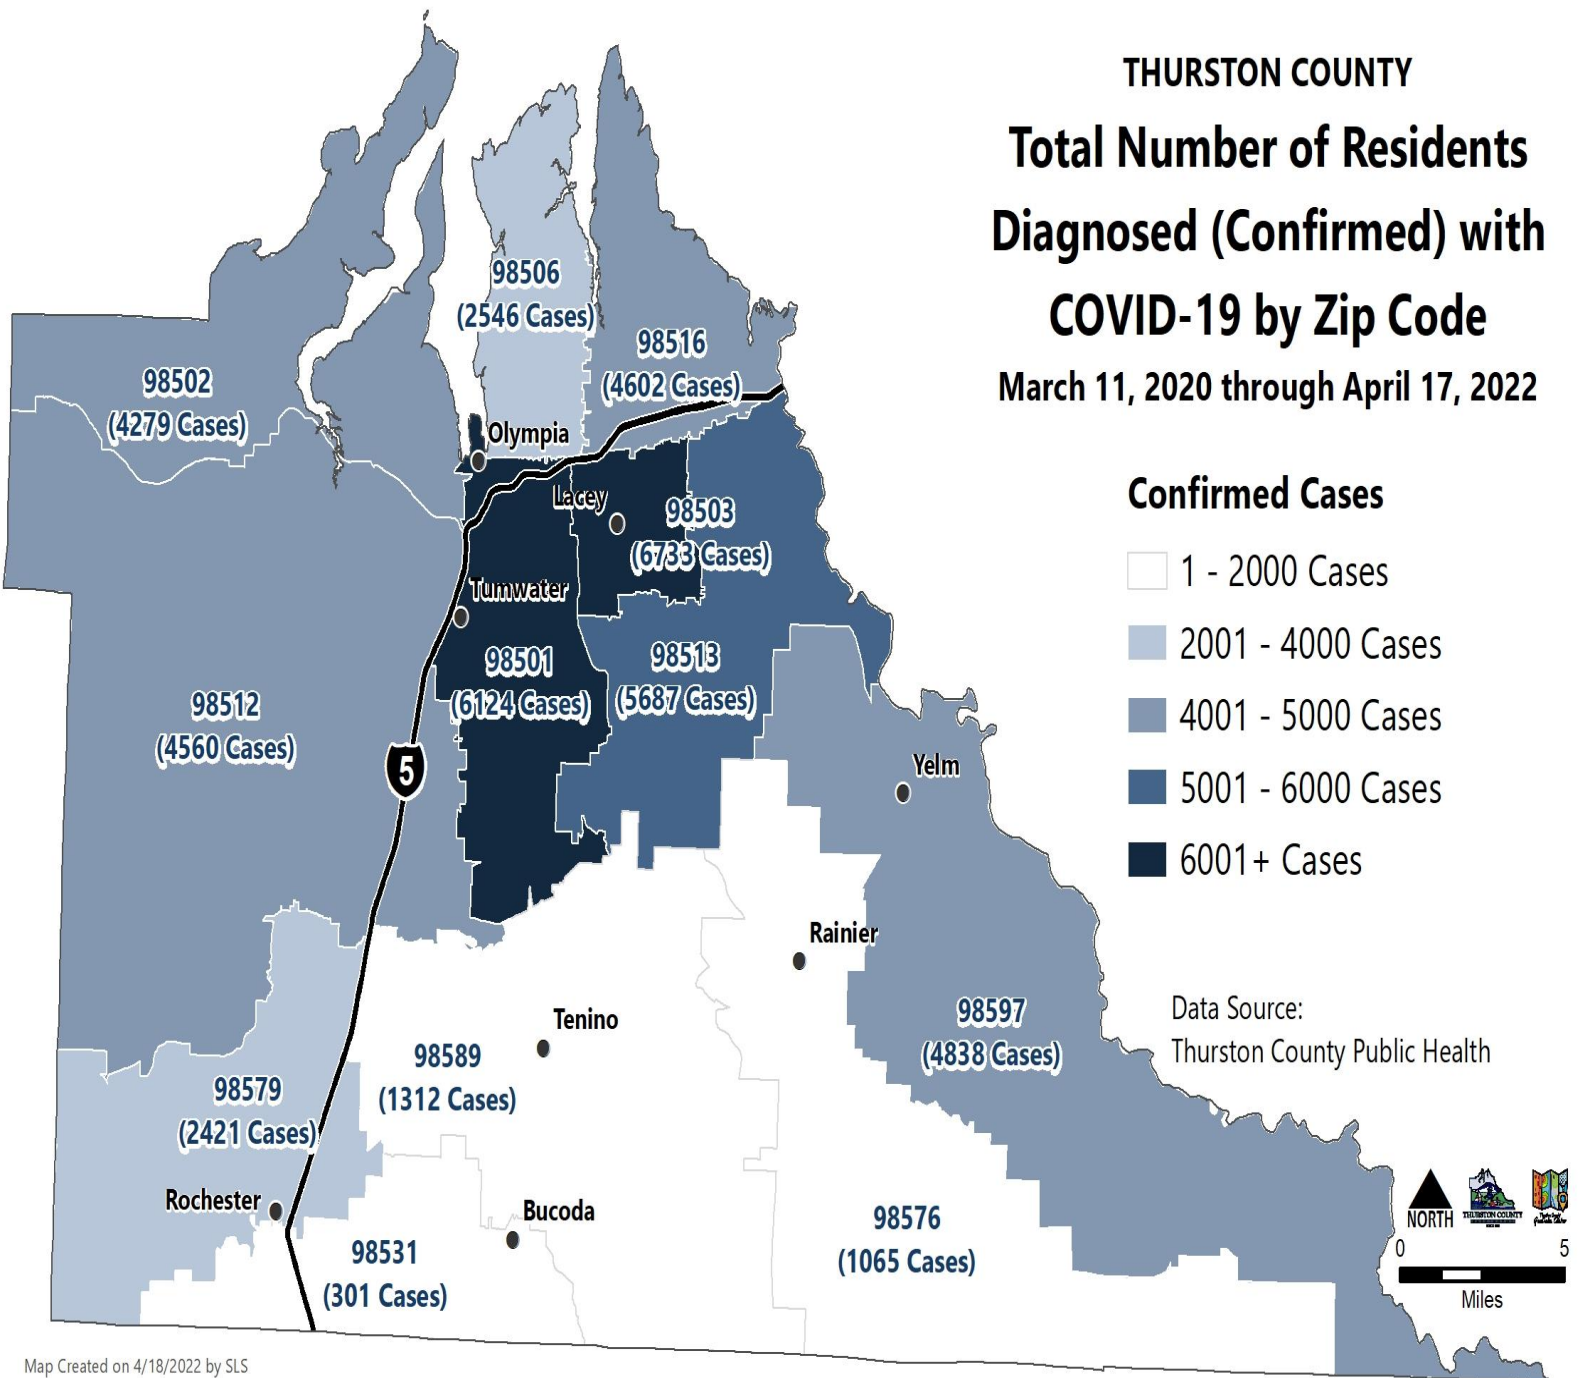 THURSTON COUNTY
Total Number of Residents
Diagnosed (Confirmed) with
COVID-19 by Zip Code
March 11, 2020 through April 17, 2022
98506
(2546 Cases)
98516
(4602 Cases)
98502
(4279 Cases)
Olympia
Lacey
98503
(6733 Cases)
Tumwater
98501
(6124 Cases)
98513
(5687 Cases)
98512
(4560 Cases)
5
Yelm
Rainier
Tenino
98589
(1312 Cases)
98597
(4838 Cases)
98579
(2421 Cases)
Rochester
Bucoda
98531
(301 Cases)
98576
(1065 Cases)
Confirmed Cases
1 - 2000 Cases
2001 - 4000 Cases
4001 - 5000 Cases
5001 - 6000 Cases
6001+ Cases
Data Source:
Thurston County Public Health
NORTH
THURSTON COUNTY
0 5
Miles
Map Created on 4/18/2022 by SLS